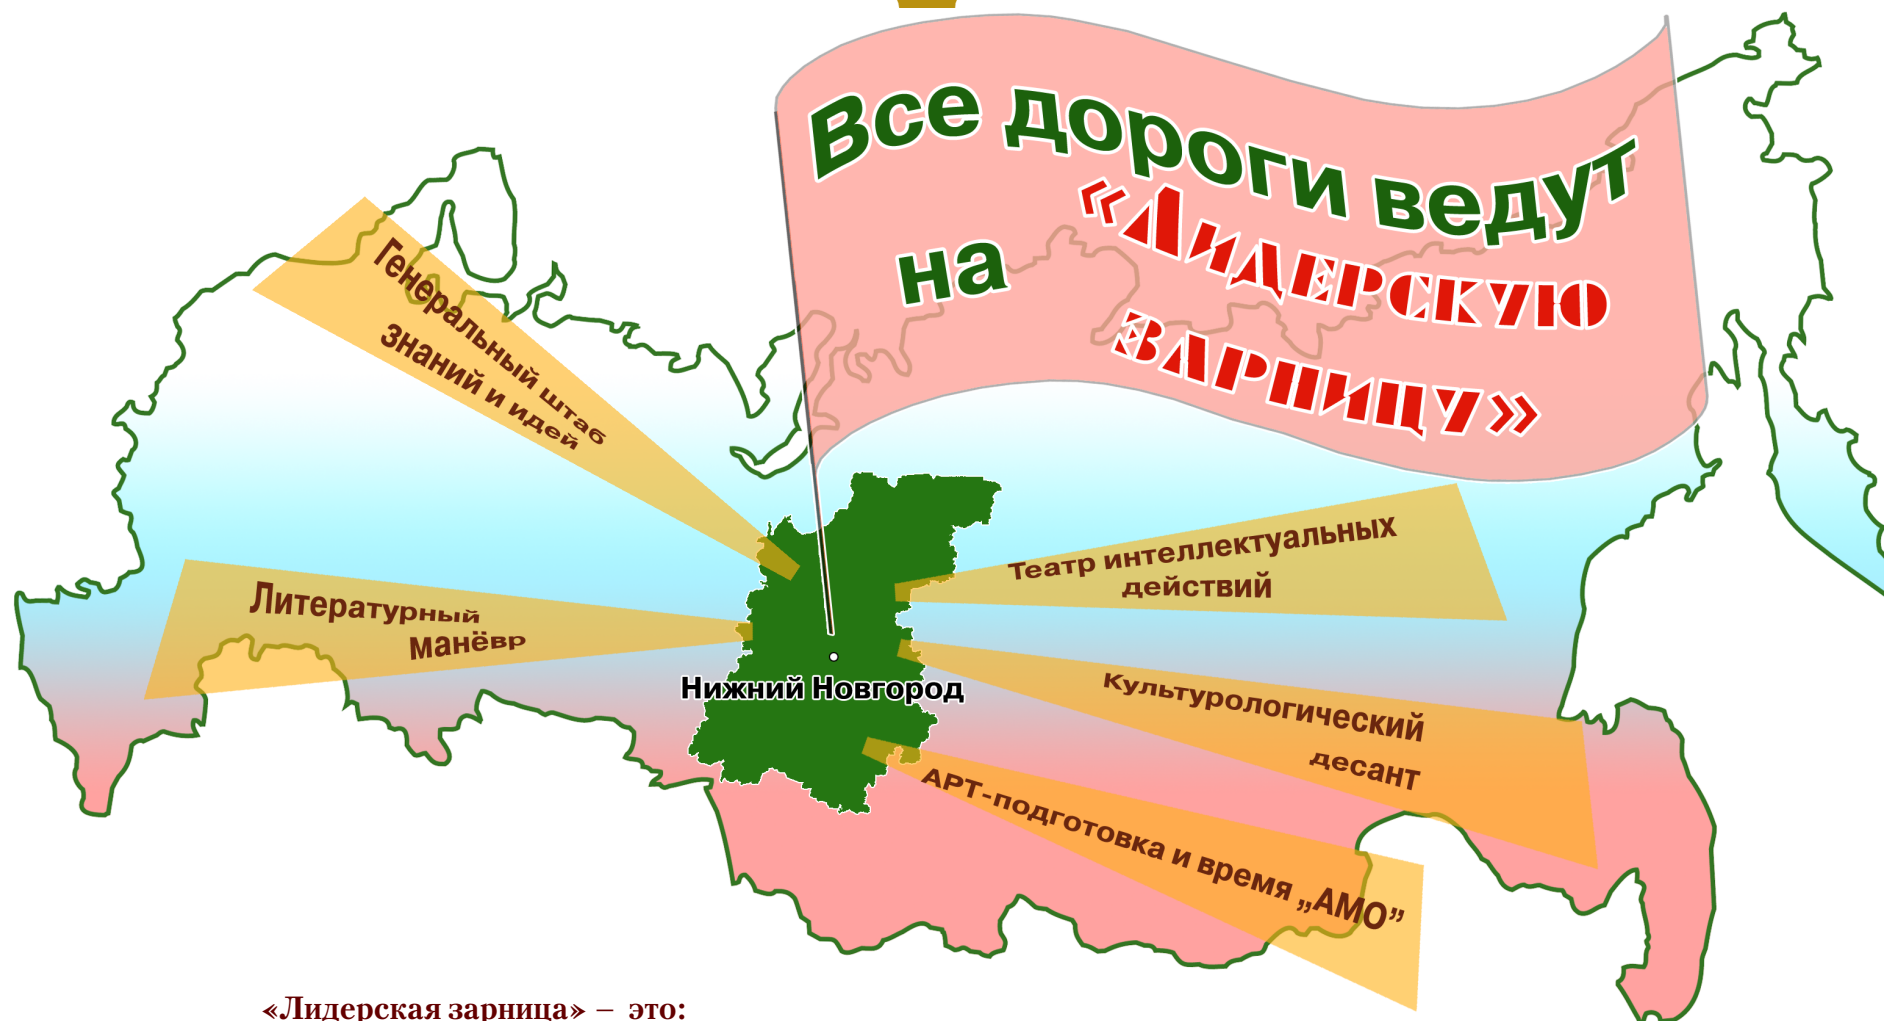 Все дороги ведут
на «Лидерскую
зарницу»
Генеральный штаб
знаний и идей
Литературный
манёвр
Театр интеллектуальных
действий
Нижний Новгород
Культурологический
десант
АРТ-подготовка и время „АМО”
«Лидерская зарница» – это: